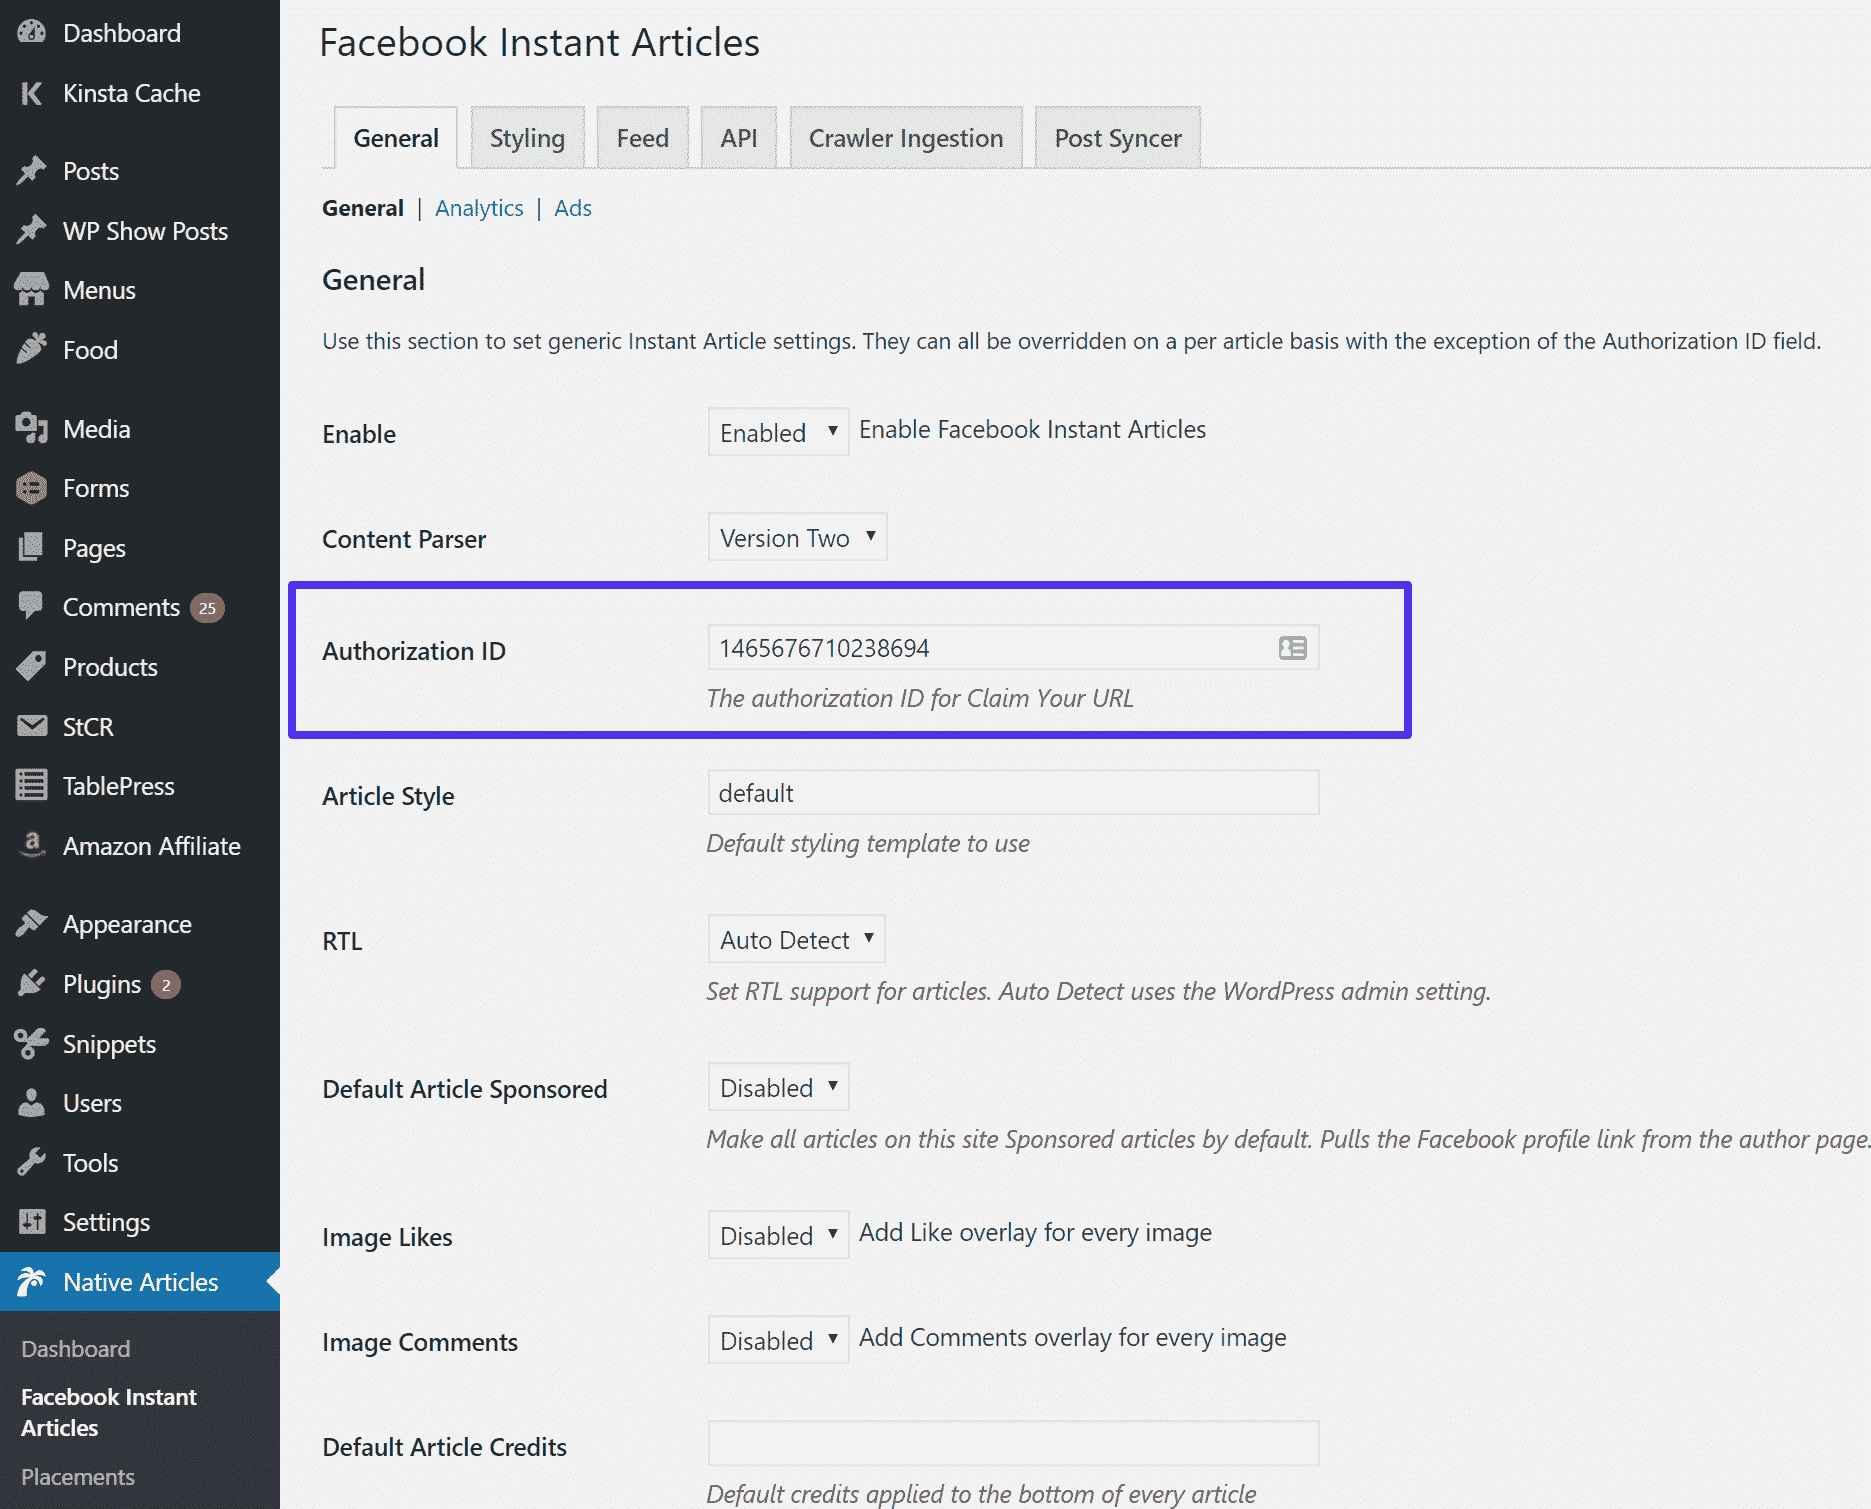 Dashboard
Kinsta Cache
Posts
WP Show Posts
Menus
Food
Media
Forms
Pages
Comments 25
Products
StCR
TablePress
Amazon Affiliate
Appearance
Plugins 2
Snippets
Users
Tools
Settings
Native Articles
Dashboard
Facebook Instant
Articles
Placements
Facebook Instant Articles
General Styling Feed API Crawler Ingestion Post Syncer
General | Analytics | Ads
General
Use this section to set generic Instant Article settings. They can all be overridden on a per article basis with the exception of the Authorization ID field.
Enable Enabled Enable Facebook Instant Articles
Content Parser Version Two
Authorization ID 1465676710238694
The authorization ID for Claim Your URL
Article Style default
Default styling template to use
RTL Auto Detect
Set RTL support for articles. Auto Detect uses the WordPress admin setting.
Default Article Sponsored Disabled
Make all articles on this site Sponsored articles by default. Pulls the Facebook profile link from the author page.
Image Likes Disabled Add Like overlay for every image
Image Comments Disabled Add Comments overlay for every image
Default Article Credits
Default credits applied to the bottom of every article